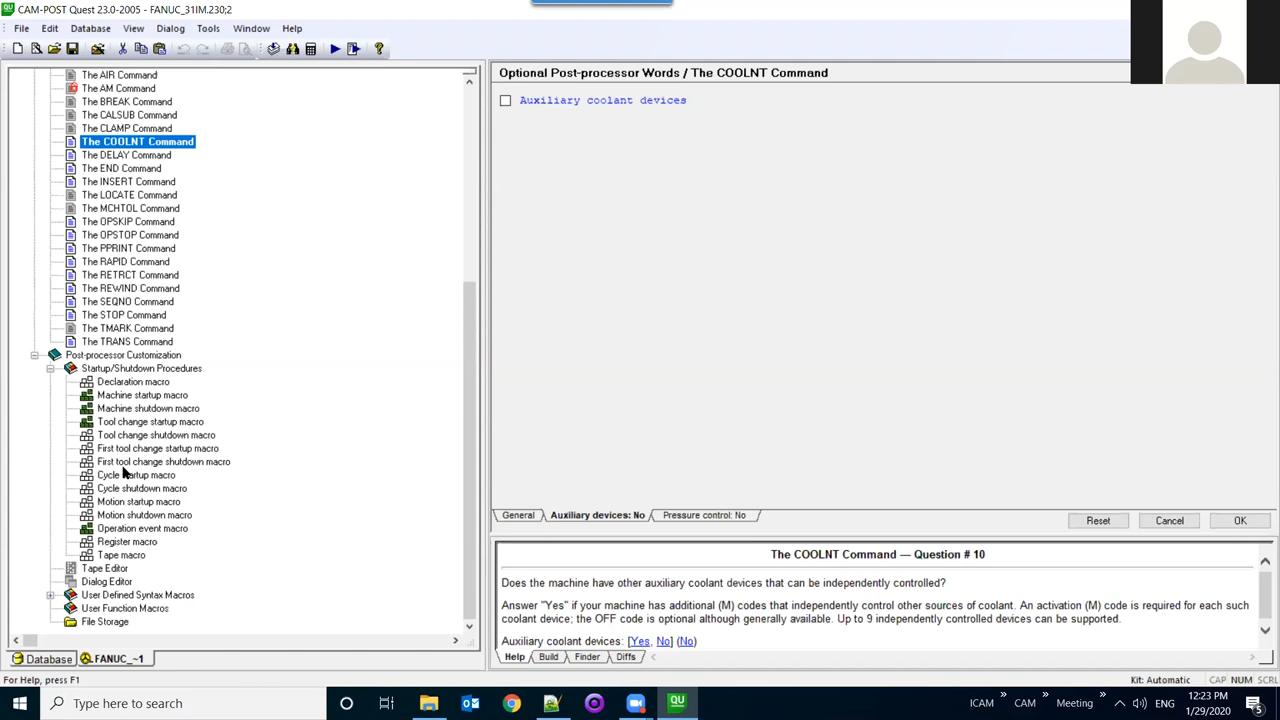 CAM-POST Quest 23.0-2005 - FANUC_31IM.230;2
File Edit Database View Dialog Tools Window Help
The AIR Command
The AM Command
The BREAK Command
The CALSUB Command
The CLAMP Command
The COOLNT Command
The DELAY Command
The END Command
The INSERT Command
The LOCATE Command
The MCHTOL Command
The OPSKIP Command
The OPSTOP Command
The PPRINT Command
The RAPID Command
The RETRCT Command
The REWIND Command
The SEQNO Command
The STOP Command
The TMARK Command
The TRANS Command
Post-processor Customization
Startup/Shutdown Procedures
Declaration macro
Machine startup macro
Machine shutdown macro
Tool change startup macro
Tool change shutdown macro
First tool change startup macro
First tool change shutdown macro
Cycle startup macro
Cycle shutdown macro
Motion startup macro
Motion shutdown macro
Operation event macro
Register macro
Tape macro
Tape Editor
Dialog Editor
User Defined Syntax Macros
User Function Macros
File Storage
Database FANUC_~1
Optional Post-processor Words / The COOLNT Command
Auxiliary coolant devices
General Auxiliary devices: No Pressure control: No
Reset Cancel OK
The COOLNT Command — Question # 10
Does the machine have other auxiliary coolant devices that can be independently controlled?
Answer "Yes" if your machine has additional (M) codes that independently control other sources of coolant. An activation (M) code is required for each such
coolant device; the OFF code is optional although generally available. Up to 9 independently controlled devices can be supported.
Auxiliary coolant devices: [Yes, No] (No)
Help Build Finder Diffs
For Help, press F1
Kit: Automatic CAP NUM SCRL
Type here to search
QU
ICAM CAM Meeting ENG
12:23 PM
1/29/2020
5